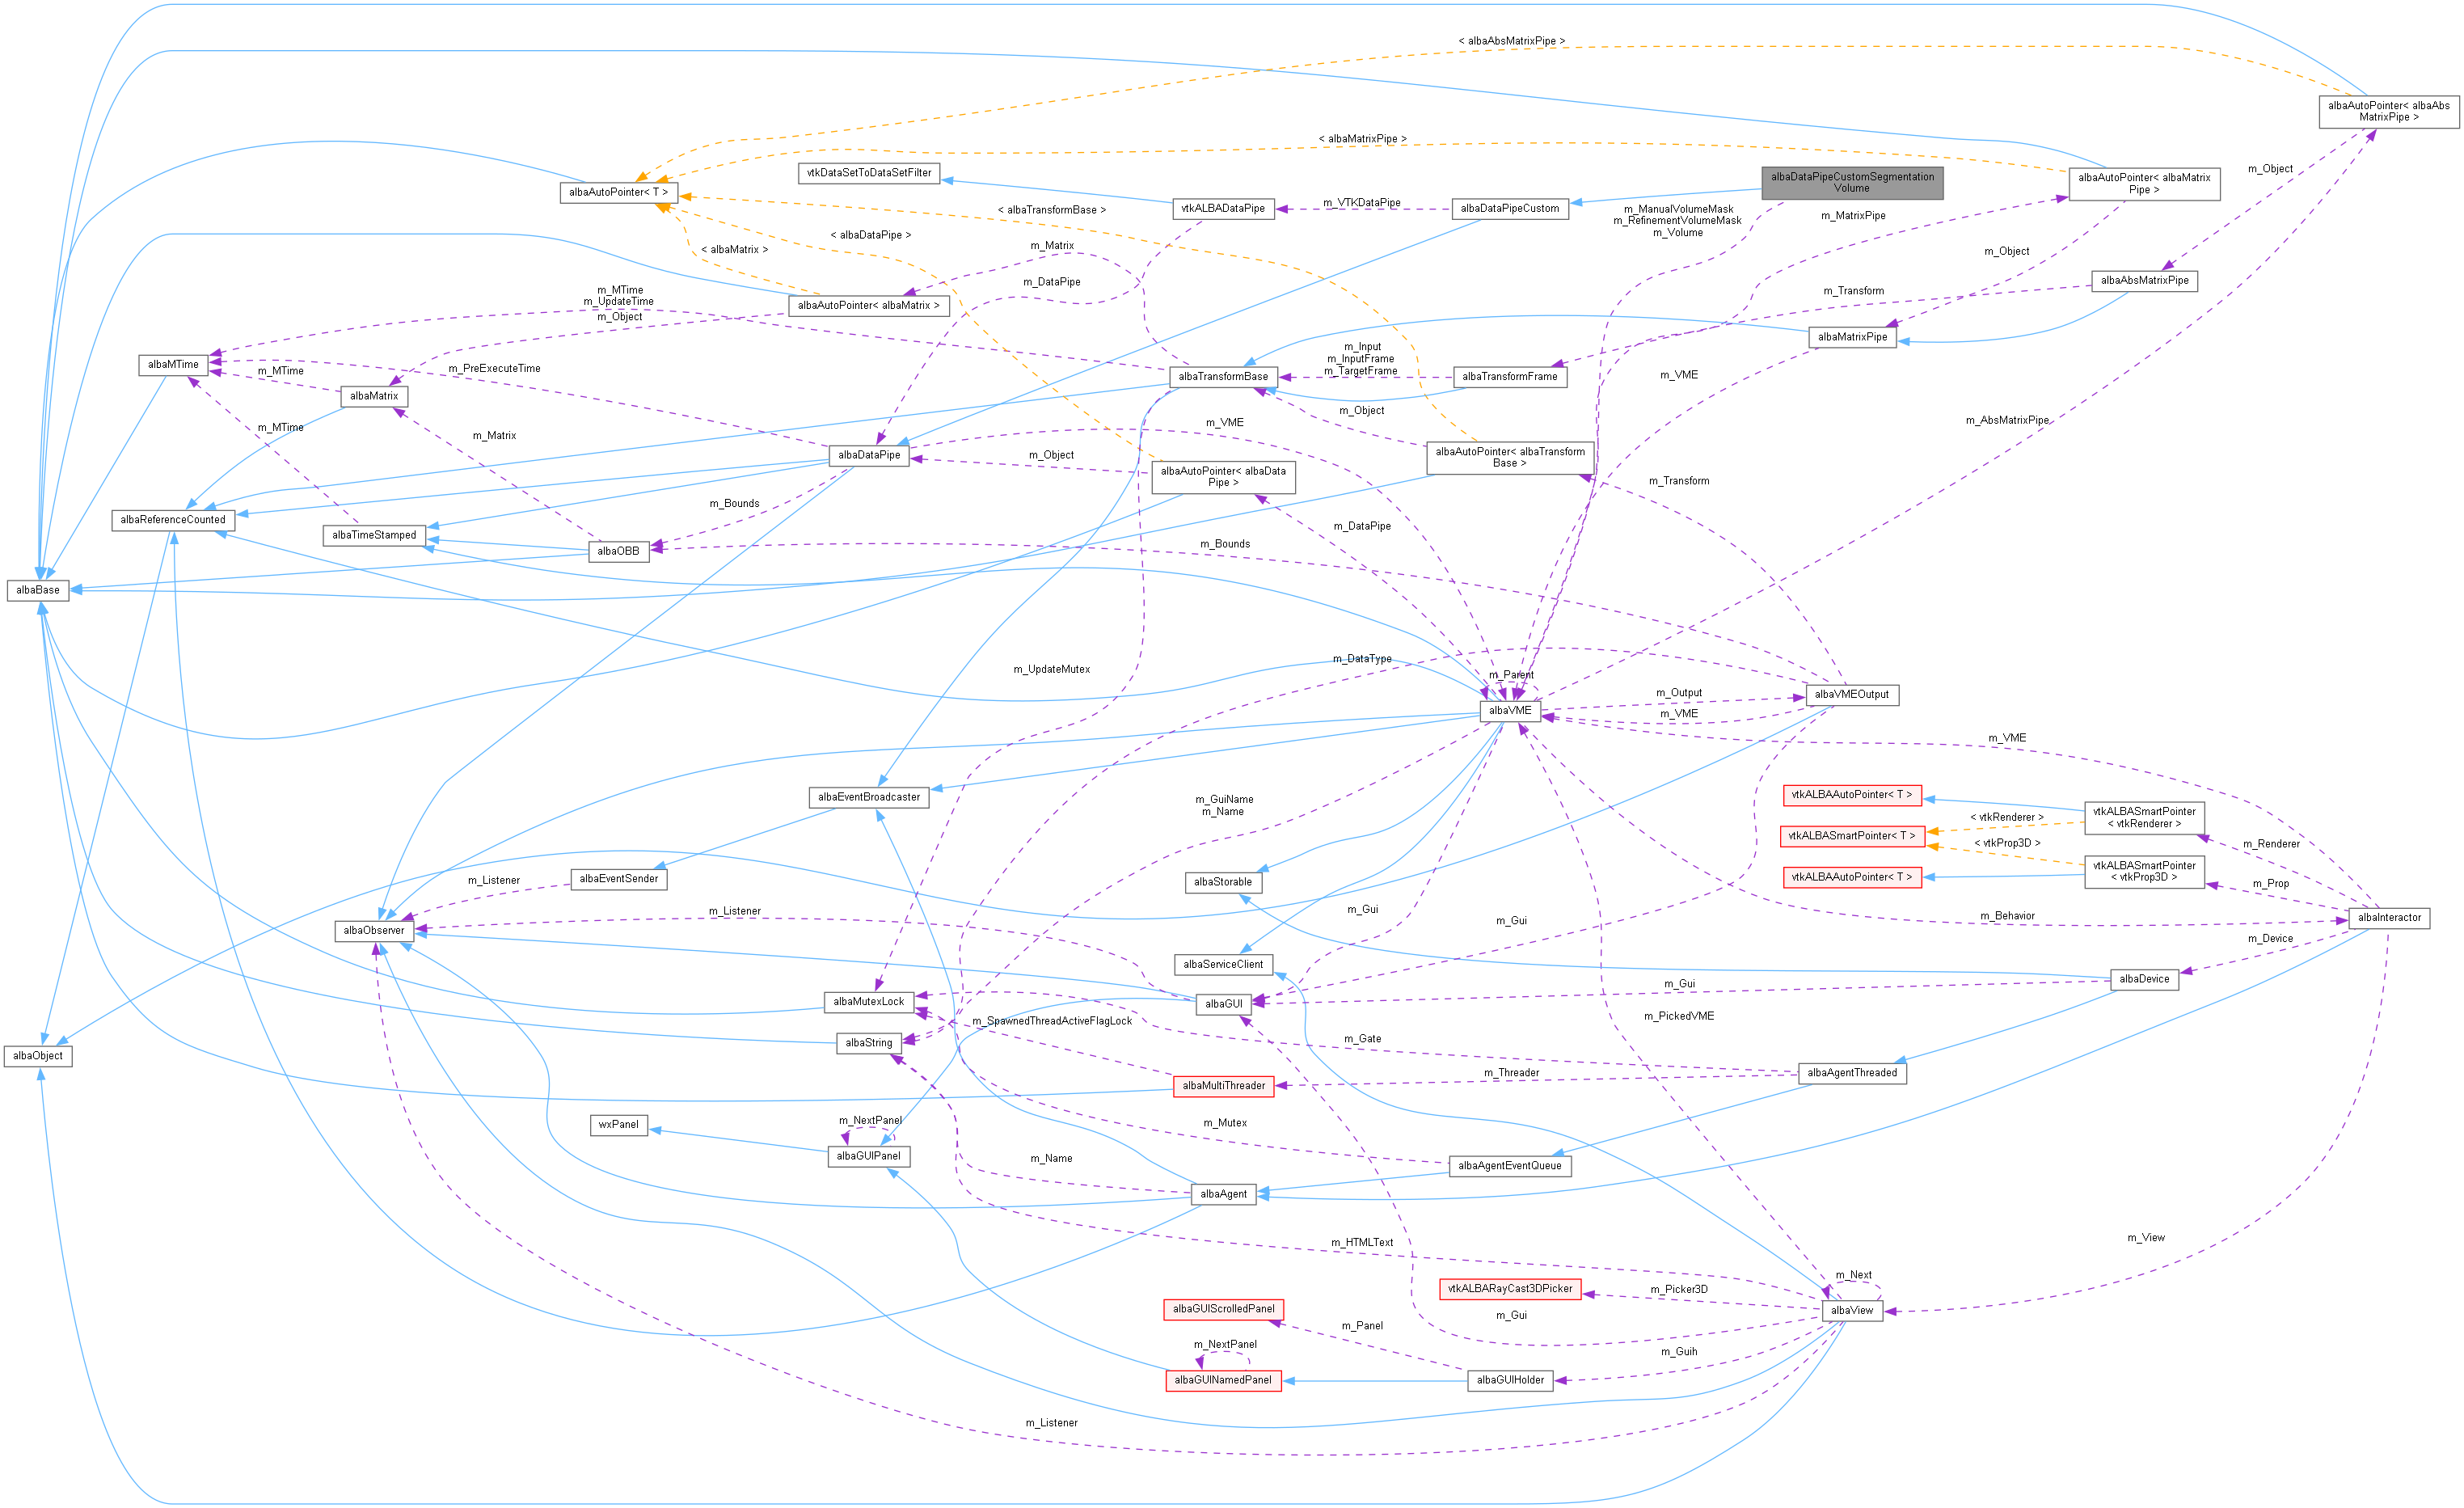 < albaAbsMatrixPipe >
albaAutoPointer< albaAbs
MatrixPipe >
< albaMatrixPipe >
vtkDataSetToDataSetFilter
albaDataPipeCustomSegmentation
Volume
albaAutoPointer< albaMatrix
Pipe >
m_Object
albaAutoPointer< T >
< albaTransformBase >
vtkALBADataPipe
m_VTKDataPipe
albaDataPipeCustom
m_ManualVolumeMask
m_RefinementVolumeMask
m_Volume
m_MatrixPipe
< albaDataPipe >
< albaMatrix >
m_Matrix
m_Object
m_DataPipe
m_Transform
albaAbsMatrixPipe
m_MTime
m_UpdateTime
m_Object
albaAutoPointer< albaMatrix >
albaMatrixPipe
albaMTime
m_MTime
albaMatrix
m_PreExecuteTime
albaTransformBase
m_Input
m_InputFrame
m_TargetFrame
albaTransformFrame
m_VME
m_MTime
m_Matrix
m_VME
m_Object
m_AbsMatrixPipe
albaDataPipe
m_Object
albaAutoPointer< albaData
Pipe >
albaAutoPointer< albaTransform
Base >
m_Transform
m_Bounds
albaReferenceCounted
albaTimeStamped
albaOBB
m_DataPipe
m_Bounds
albaBase
m_UpdateMutex
m_DataType
m_Parent
albaVME
m_Output
m_VME
albaVMEOutput
m_VME
albaEventBroadcaster
m_GuiName
m_Name
vtkALBAAutoPointer< T >
vtkALBASmartPointer
< vtkRenderer >
< vtkRenderer >
vtkALBASmartPointer< T >
< vtkProp3D >
m_Renderer
vtkALBASmartPointer
< vtkProp3D >
vtkALBAAutoPointer< T >
m_Prop
albaEventSender
m_Listener
albaStorable
m_Listener
m_Gui
m_Gui
m_Behavior
albaInteractor
albaObserver
m_Device
albaServiceClient
albaDevice
m_Gui
albaMutexLock
albaGUI
m_PickedVME
m_SpawnedThreadActiveFlagLock
albaString
m_Gate
albaObject
albaMultiThreader
m_Threader
albaAgentThreaded
wxPanel
m_NextPanel
m_Mutex
albaGUIPanel
m_Name
albaAgentEventQueue
albaAgent
m_HTMLText
m_View
m_Next
vtkALBARayCast3DPicker
m_Picker3D
albaGUIScrolledPanel
albaView
m_Panel
m_Gui
m_NextPanel
m_Guih
albaGUINamedPanel
albaGUIHolder
m_Listener